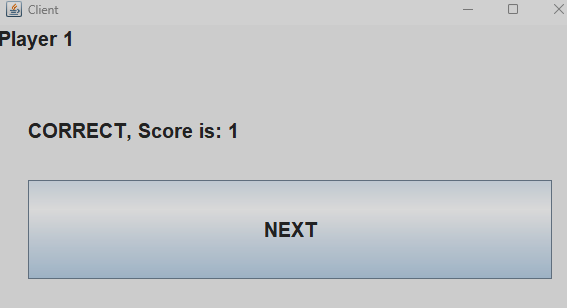 Client
Player 1
CORRECT, Score is: 1
NEXT